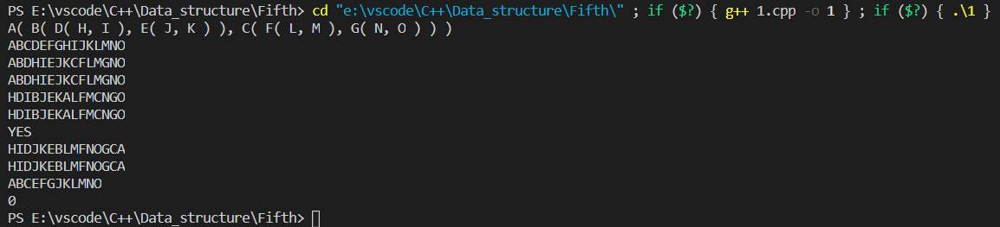 PS E:\vscode\C++\Data_structure\Fifth> cd "e:\vscode\C++\Data_structure\Fifth\" ; if ($?) { g++ 1.cpp -o 1 } ; if ($?) { .\1 }
A( B( D( H, I ), E( J, K ) ), C( F( L, M ), G( N, O ) ) )
ABCDEFGHIJKLMNO
ABDHIEJKCFLMGNO
ABDHIEJKCFLMGNO
HDIBJEKALFMCNGO
HDIBJEKALFMCNGO
YES
HIDJKEBLMFNOGCA
HIDJKEBLMFNOGCA
ABCEFGJKLMNO
0
PS E:\vscode\C++\Data_structure\Fifth>